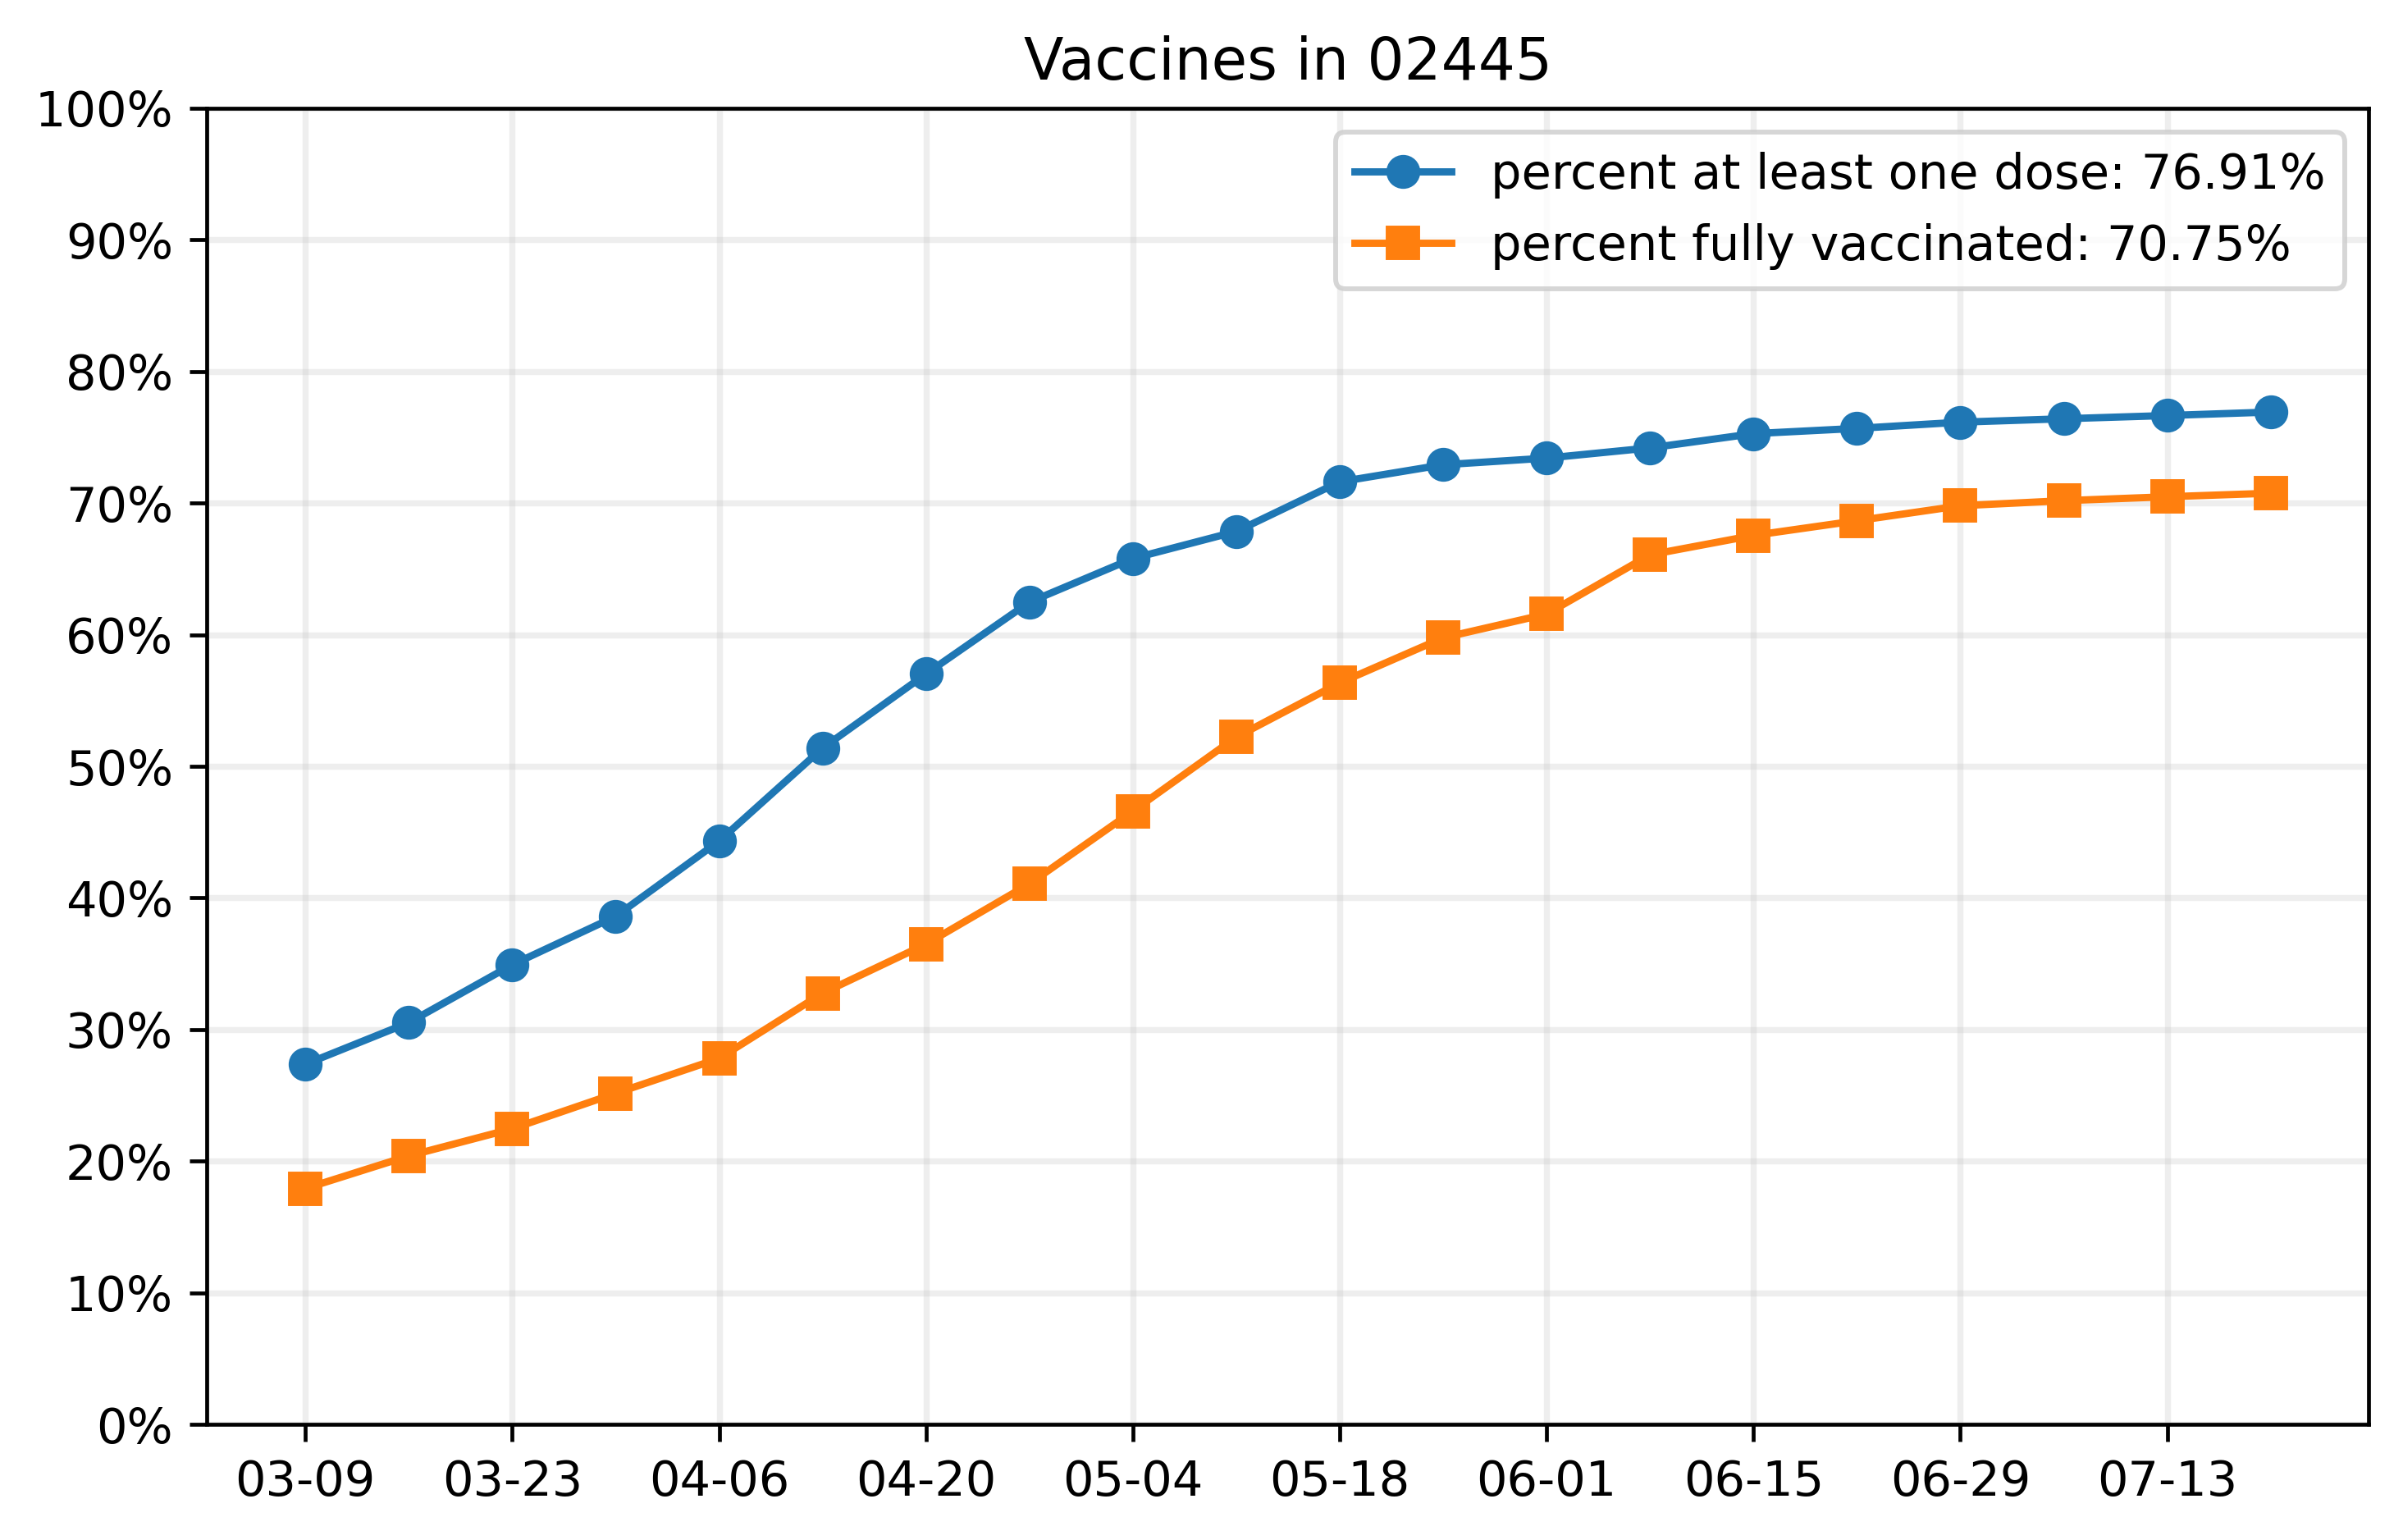 Vaccines in 02445
100%
90%
80%
70%
60%
50%
40%
30%
20%
10%
0%
percent at least one dose: 76.91%
percent fully vaccinated: 70.75%
03-09 03-23 04-06 04-20 05-04 05-18 06-01 06-15 06-29 07-13